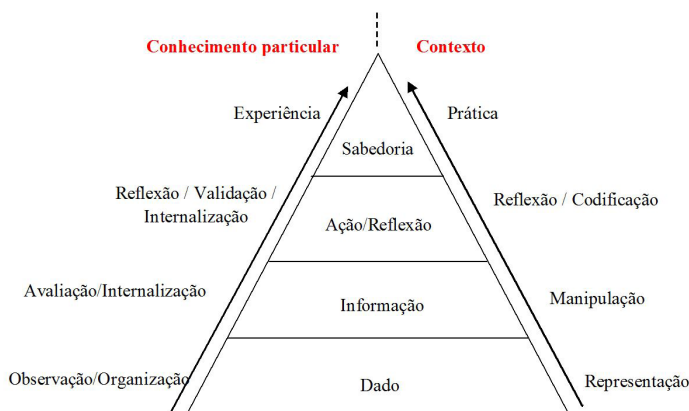 Conhecimento particular
Contexto
Experiência
Prática
Sabedoria
Reflexão / Validação /
Internalização
Reflexão / Codificação
Ação/Reflexão
Avaliação/Internalização
Informação
Manipulação
Observação/Organização
Dado
Representação